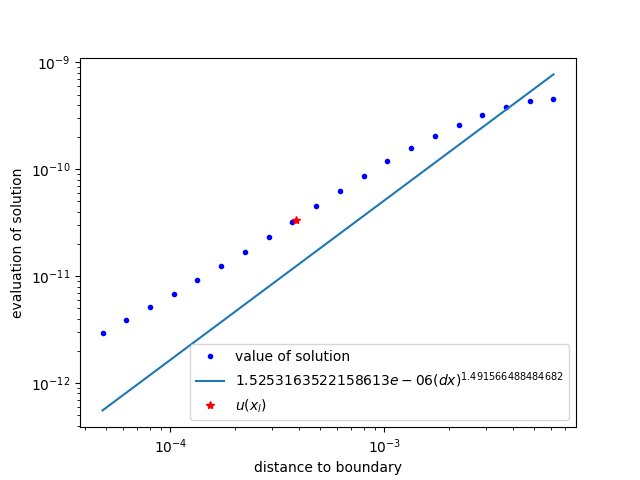 10⁻⁹
10⁻¹⁰
10⁻¹¹
10⁻¹²
evaluation of solution
value of solution
1.5253163522158613e − 06(dx)^1.491566488484682
u(x_l)
10⁻⁴
10⁻³
distance to boundary